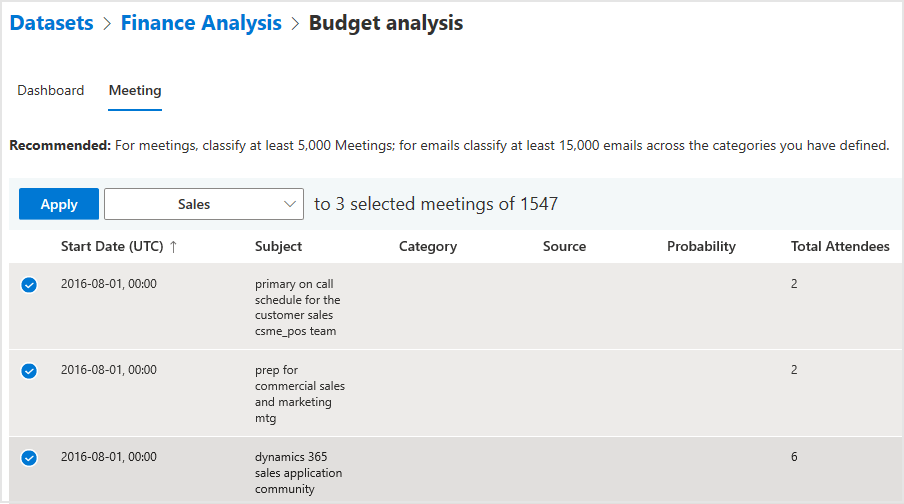 Datasets > Finance Analysis > Budget analysis
Dashboard Meeting
Recommended: For meetings, classify at least 5,000 Meetings; for emails classify at least 15,000 emails across the categories you have defined.
Apply Sales to 3 selected meetings of 1547
Start Date (UTC) ↑ Subject Category Source Probability Total Attendees
2016-08-01, 00:00 primary on call 2
schedule for the
customer sales
csme_pos team
2016-08-01, 00:00 prep for 2
commercial sales
and marketing
mtg
2016-08-01, 00:00 dynamics 365 6
sales application
community